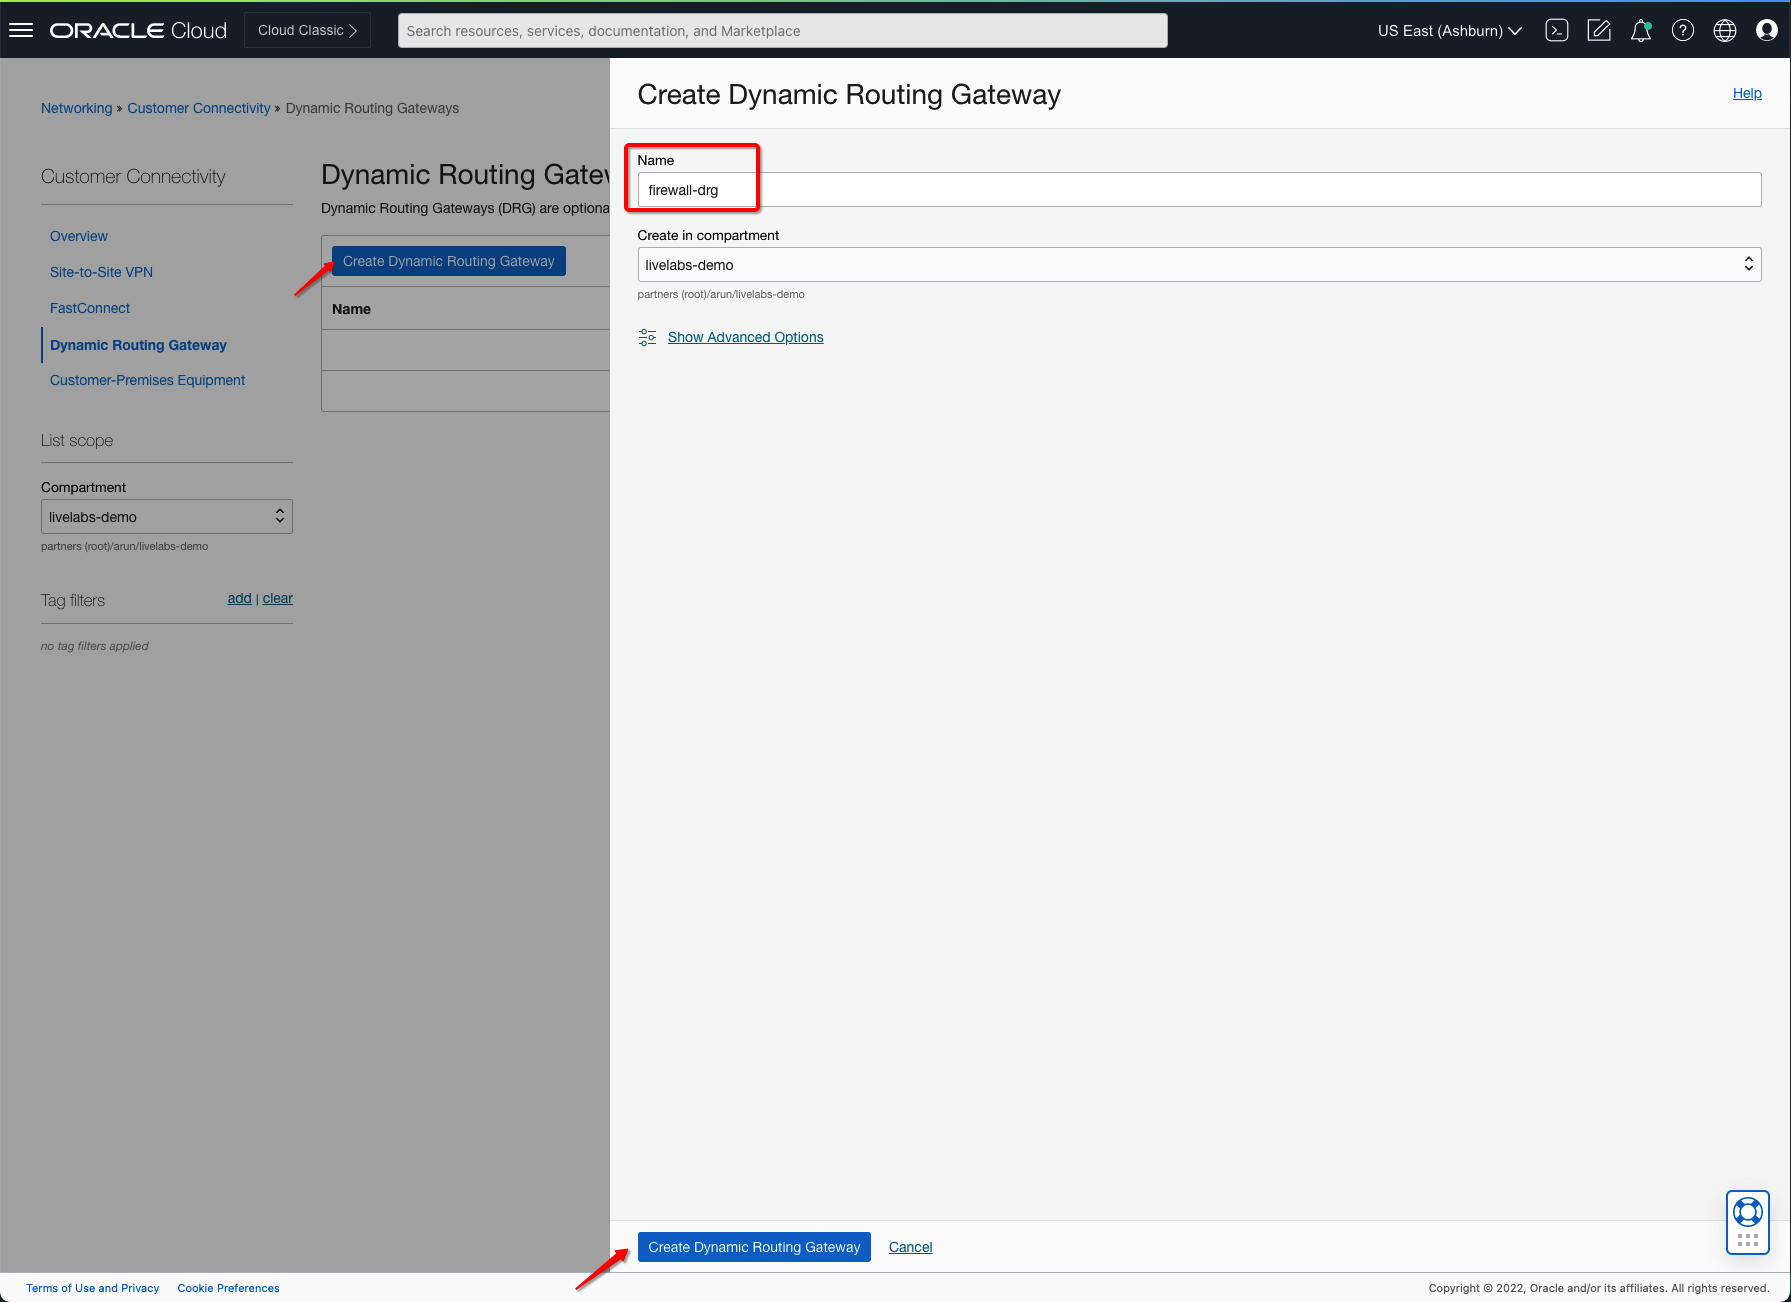 ORACLE Cloud
Cloud Classic
Search resources, services, documentation, and Marketplace
US East (Ashburn)
Networking » Customer Connectivity » Dynamic Routing Gateways
Customer Connectivity
Overview
Site-to-Site VPN
FastConnect
Dynamic Routing Gateway
Customer-Premises Equipment
List scope
Compartment
livelabs-demo
partners (root)/arun/livelabs-demo
Tag filters
add | clear
no tag filters applied
Dynamic Routing Gatew
Dynamic Routing Gateways (DRG) are optiona
Create Dynamic Routing Gateway
Name
Create Dynamic Routing Gateway
Help
Name
firewall-drg
Create in compartment
livelabs-demo
partners (root)/arun/livelabs-demo
Show Advanced Options
Create Dynamic Routing Gateway
Cancel
Terms of Use and Privacy
Cookie Preferences
Copyright © 2022, Oracle and/or its affiliates. All rights reserved.